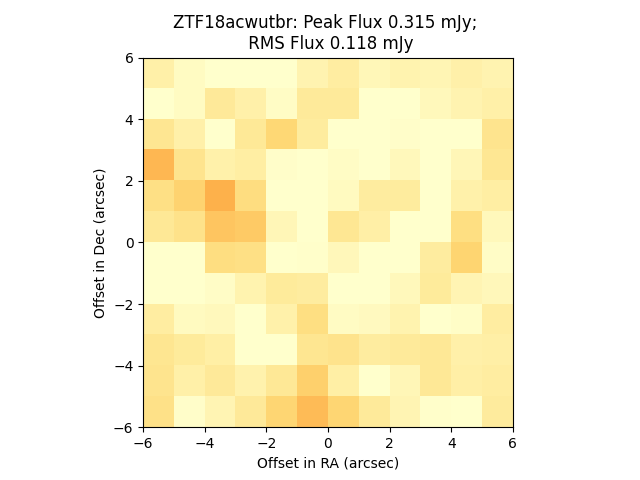 ZTF18acwutbr: Peak Flux 0.315 mJy;
RMS Flux 0.118 mJy
6
4
2
0
−2
−4
−6
Offset in Dec (arcsec)
−6 −4 −2 0 2 4 6
Offset in RA (arcsec)